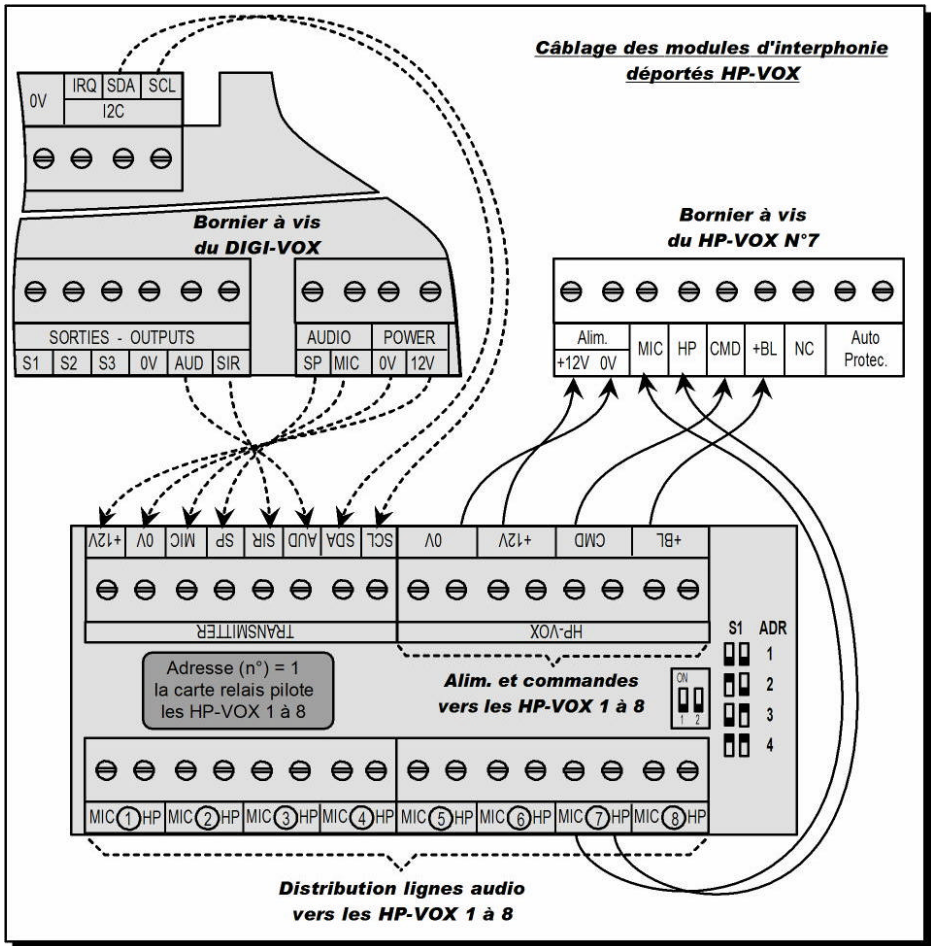 Câblage des modules d'interphonie
déportés HP-VOX
0V IRQ SDA SCL
I2C
Bornier à vis
du DIGI-VOX
Bornier à vis
du HP-VOX N°7
SORTIES - OUTPUTS
S1 S2 S3 0V AUD SIR
AUDIO POWER
SP MIC 0V 12V
Alim.
+12V 0V
MIC HP CMD +BL NC
Auto
Protec.
+12V 0V MIC SP SIR AUD SDA SCL
0V +12V CMD +BL
TRANSMITTER
HP-VOX
Adresse (n°) = 1
la carte relais pilote
les HP-VOX 1 à 8
Alim. et commandes
vers les HP-VOX 1 à 8
ON
1 2
S1 ADR
1
2
3
4
MIC 1 HP MIC 2 HP MIC 3 HP MIC 4 HP MIC 5 HP MIC 6 HP MIC 7 HP MIC 8 HP
Distribution lignes audio
vers les HP-VOX 1 à 8